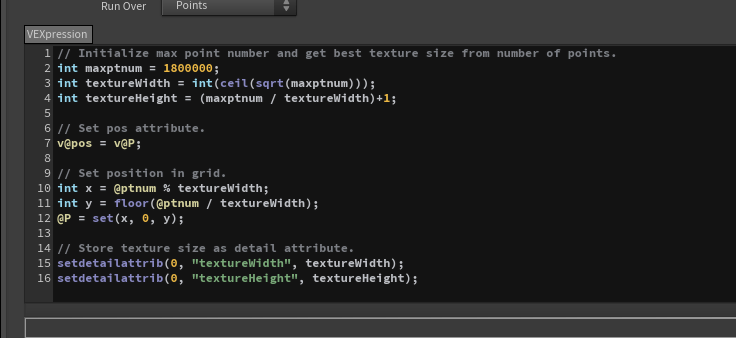 Run Over Points
VEXpression
1 // Initialize max point number and get best texture size from number of points.
2 int maxptnum = 1800000;
3 int textureWidth = int(ceil(sqrt(maxptnum)));
4 int textureHeight = (maxptnum / textureWidth)+1;
5
6 // Set pos attribute.
7 v@pos = v@P;
8
9 // Set position in grid.
10 int x = @ptnum % textureWidth;
11 int y = floor(@ptnum / textureWidth);
12 @P = set(x, 0, y);
13
14 // Store texture size as detail attribute.
15 setdetailattrib(0, "textureWidth", textureWidth);
16 setdetailattrib(0, "textureHeight", textureHeight);